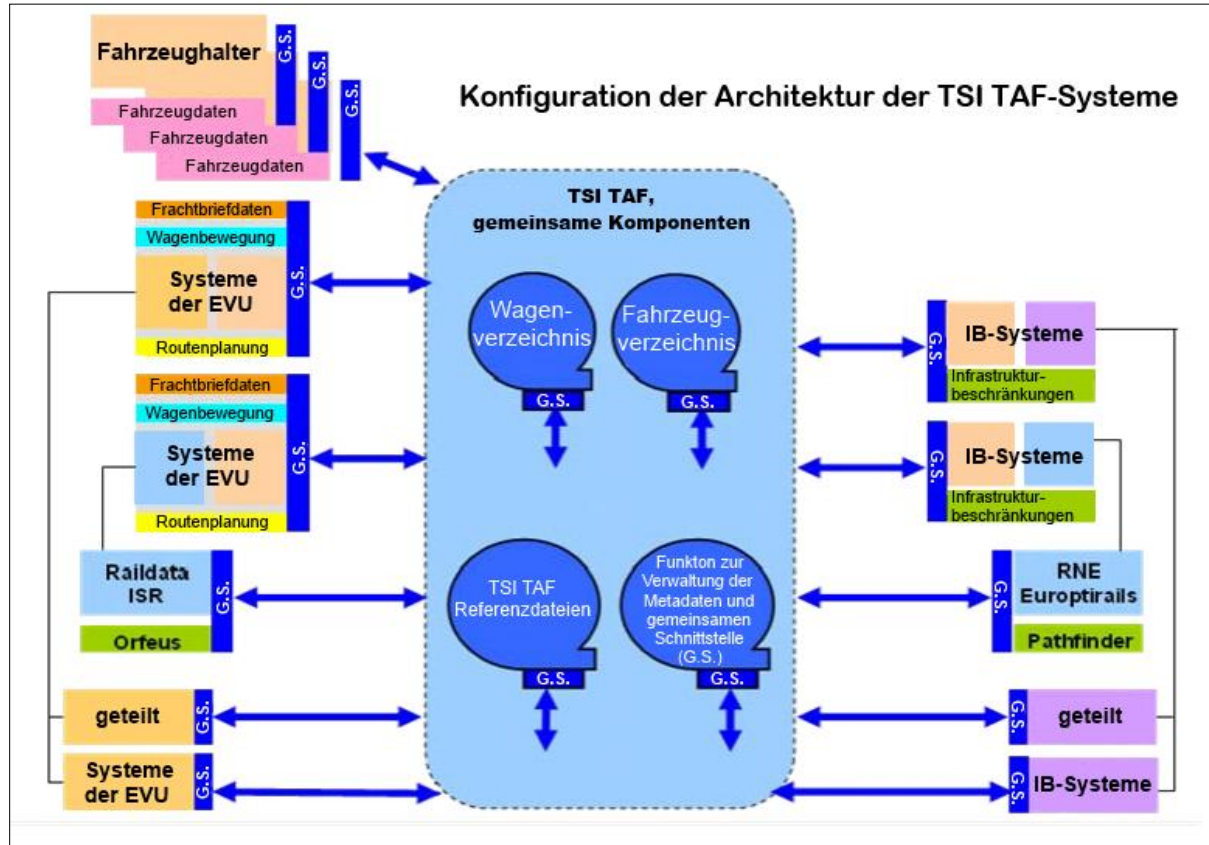 Konfiguration der Architektur der TSI TAF-Systeme
Fahrzeughalter
G.S.
G.S.
G.S.
Fahrzeugdaten
Fahrzeugdaten
Fahrzeugdaten
Frachtbriefdaten
Wagenbewegung
Systeme
der EVU
Routenplanung
G.S.
Frachtbriefdaten
Wagenbewegung
Systeme
der EVU
Routenplanung
G.S.
Raildata
ISR
Orfeus
G.S.
geteilt
G.S.
Systeme
der EVU
G.S.
TSI TAF,
gemeinsame Komponenten
Wagen-
verzeichnis
G.S.
Fahrzeug-
verzeichnis
G.S.
TSI TAF
Referenzdateien
G.S.
Funkton zur
Verwaltung der
Metadaten und
gemeinsamen
Schnittstelle
(G.S.)
G.S.
G.S.
IB-Systeme
Infrastruktur-
beschränkungen
G.S.
IB-Systeme
Infrastruktur-
beschränkungen
G.S.
RNE
Europtirails
Pathfinder
G.S.
geteilt
G.S.
IB-Systeme